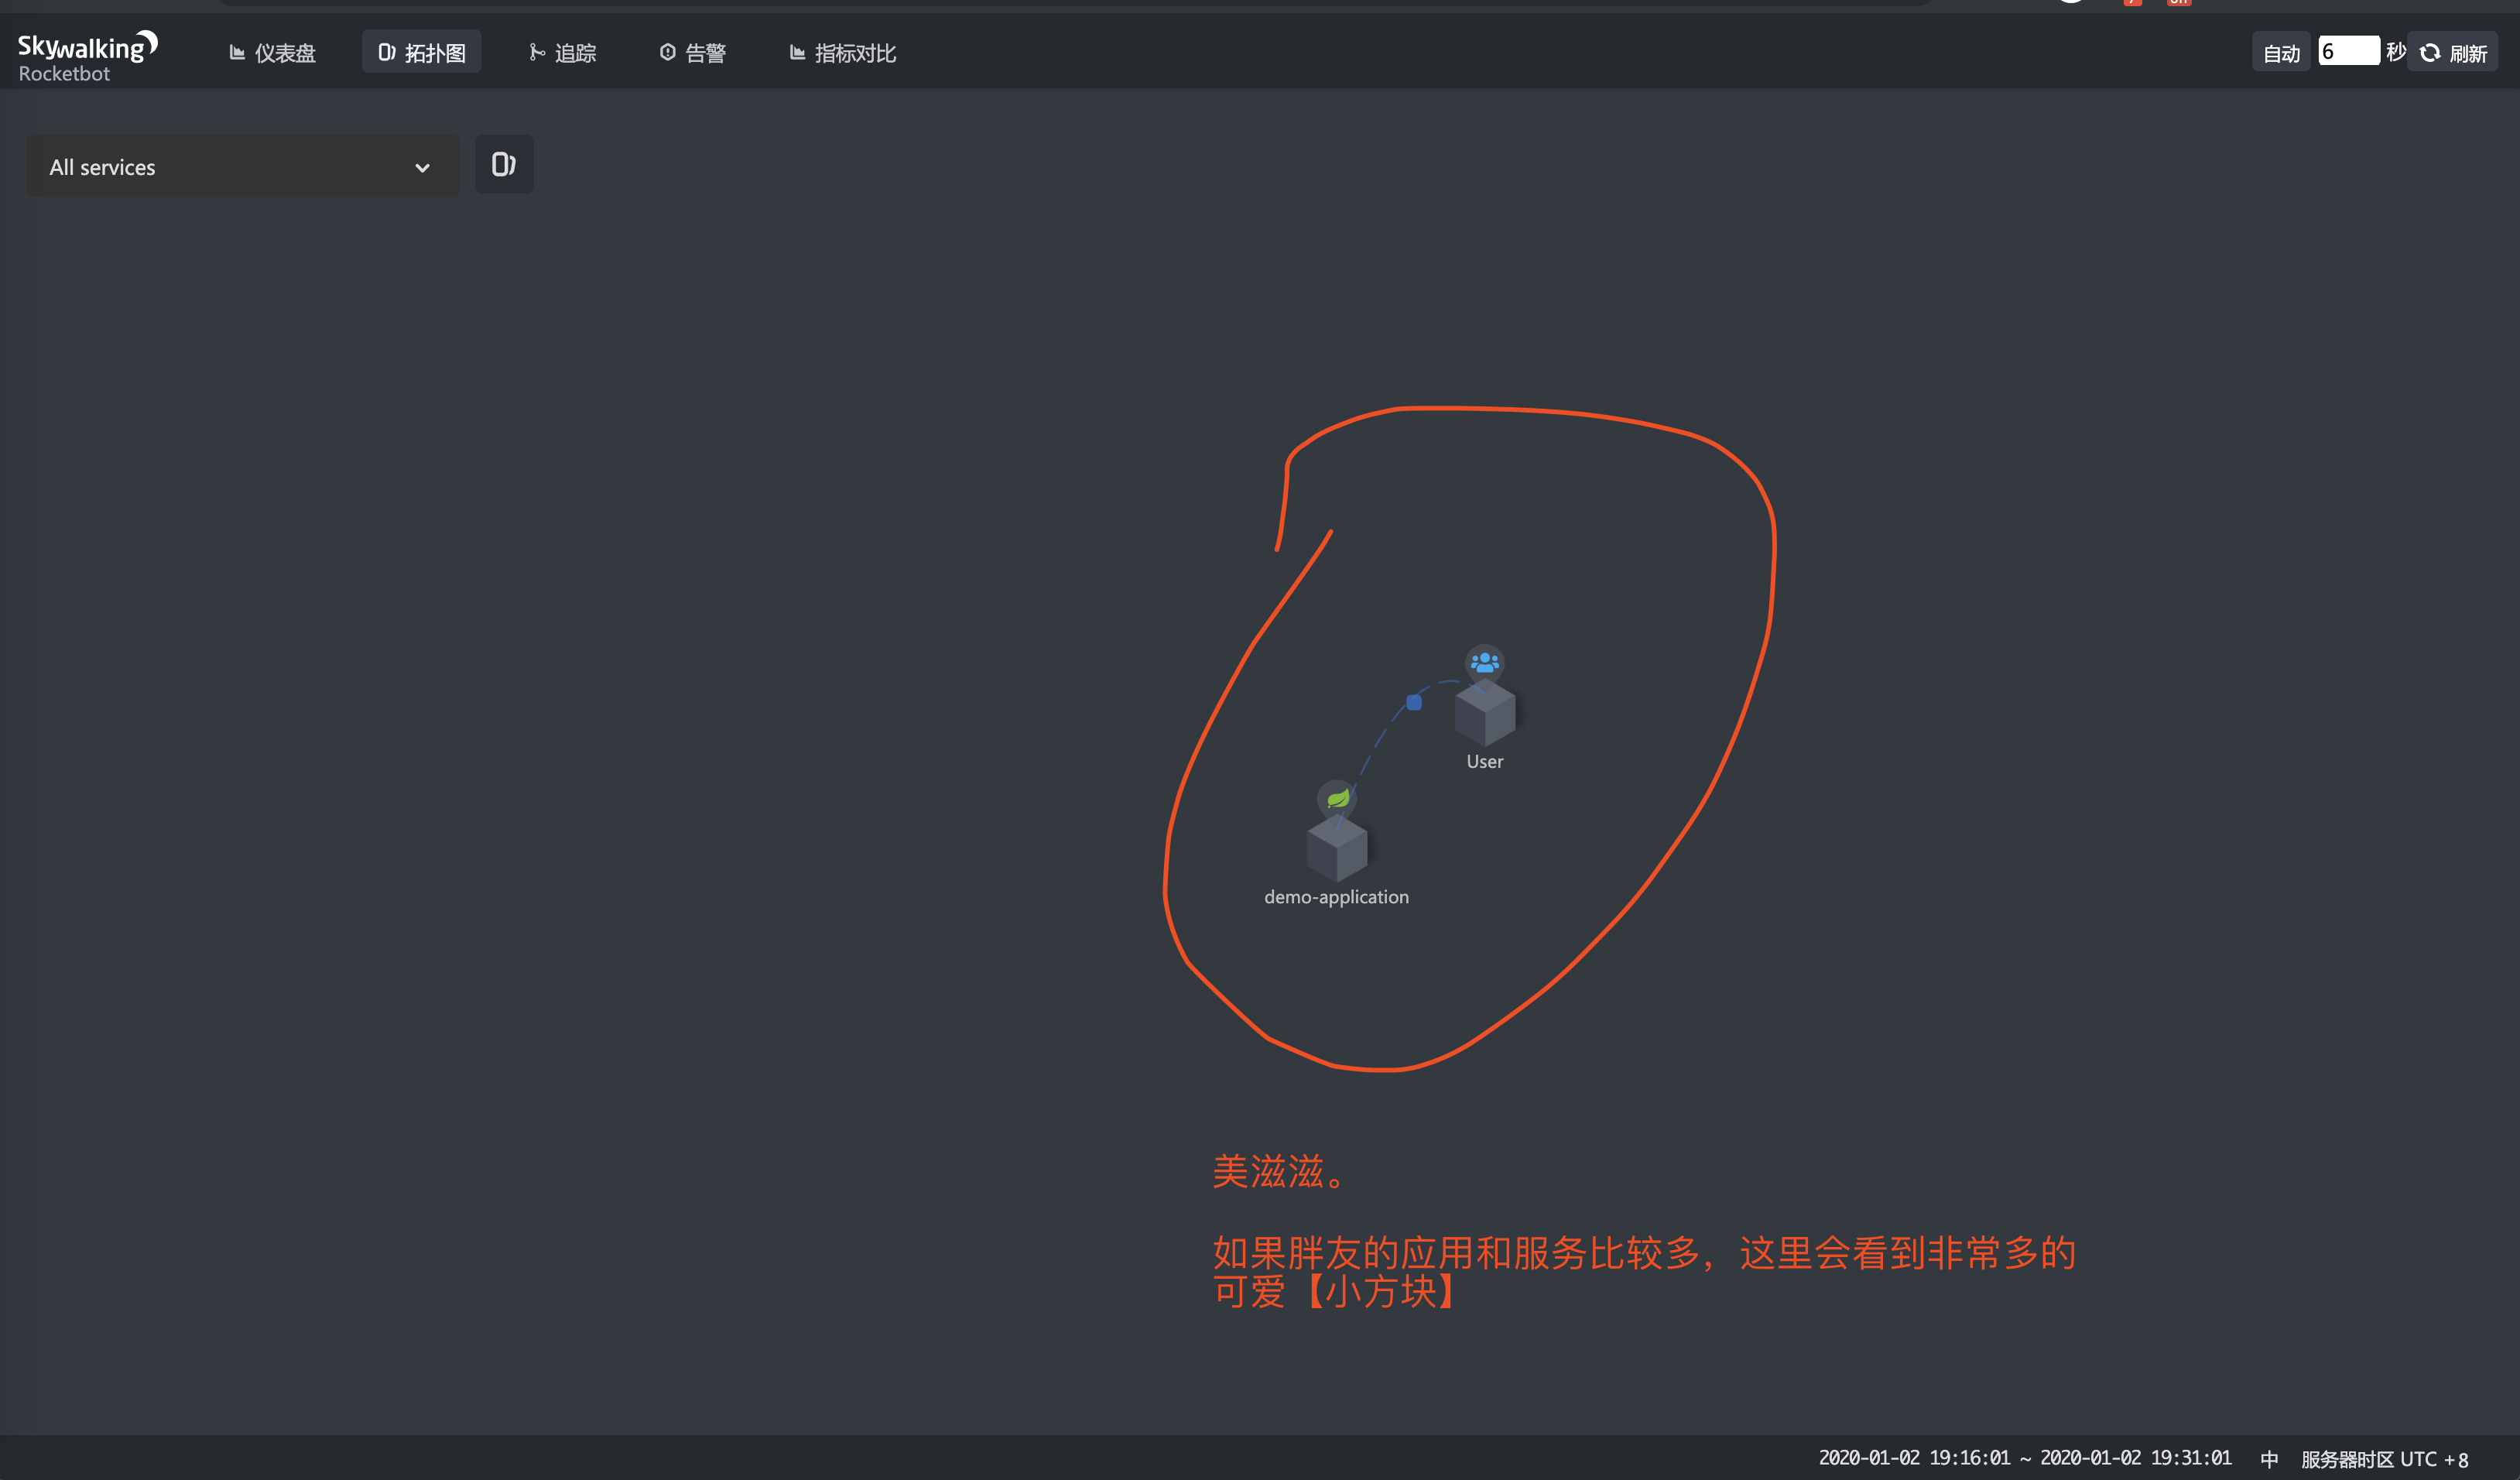 Skywalking
Rocketbot
仪表盘
拓扑图
追踪
告警
指标对比
自动
6
秒
刷新
All services
User
demo-application
美滋滋。
如果胖友的应用和服务比较多，这里会看到非常多的
可爱【小方块】
2020-01-02 19:16:01 ~ 2020-01-02 19:31:01
中
服务器时区 UTC +8